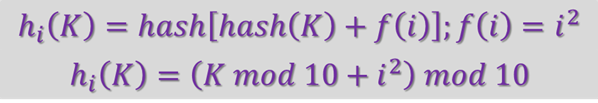 hᵢ(K) = hash[hash(K) + f(i)]; f(i) = i²
hᵢ(K) = (K mod 10 + i²) mod 10